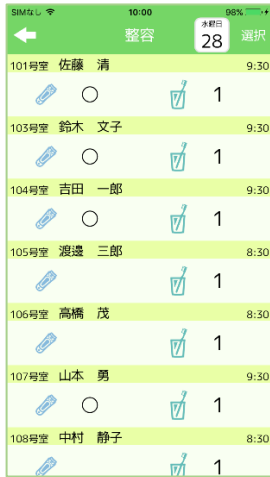 SIMなし 10:00 98%
整容 水曜日 28 選択
101号室 佐藤 清 9:30
○ 1
103号室 鈴木 文子 9:30
○ 1
104号室 吉田 一郎 9:30
○ 1
105号室 渡邉 三郎 8:30
1
106号室 高橋 茂 8:30
1
107号室 山本 勇 9:30
○ 1
108号室 中村 静子 8:30
1